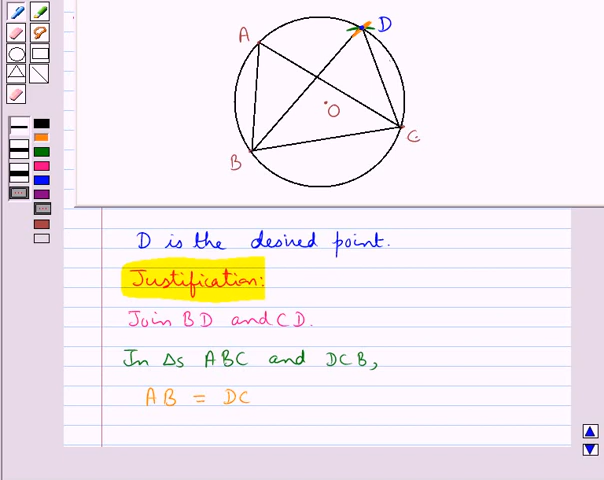 A
D
O
B
C
D is the desired point.
Justification:
Join BD and CD.
In Δs ABC and DCB,
AB = DC